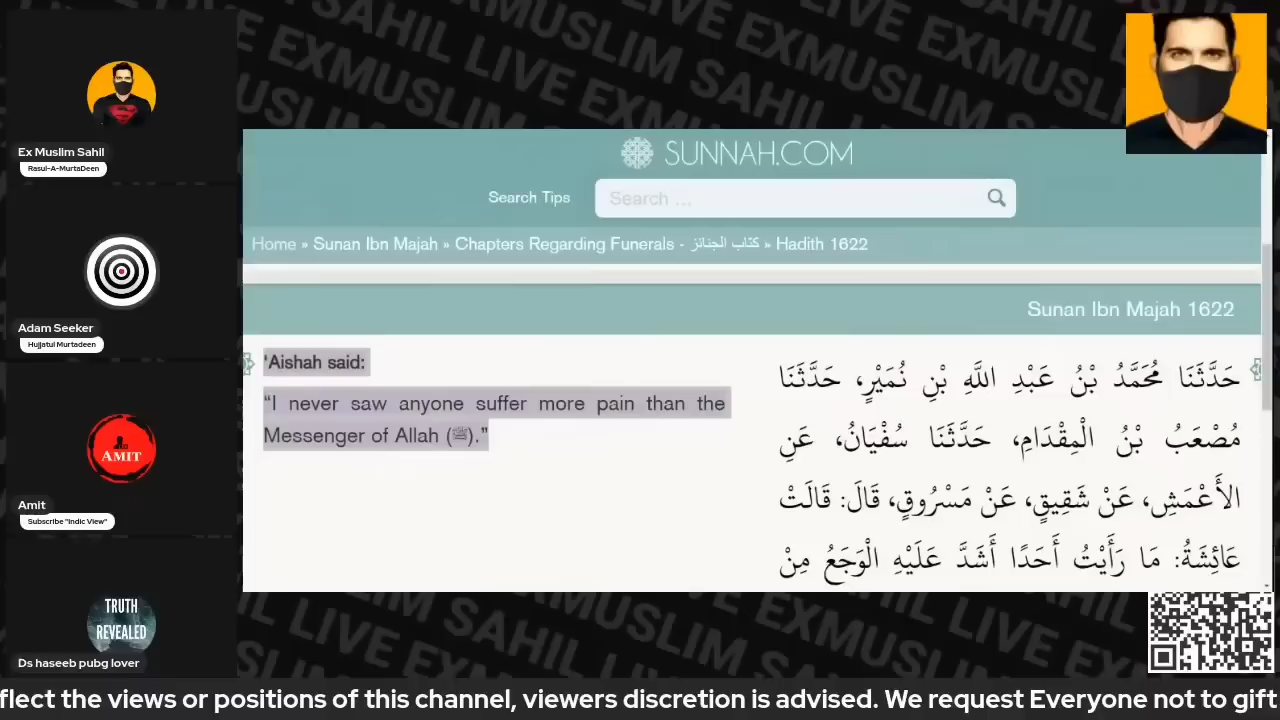 Ex Muslim Sahil
Rasul-A-MurtaDeen
Adam Seeker
Hujjatul Murtadeen
AMIT
Amit
Subscribe "Indic View"
TRUTH
REVEALED
Ds haseeb pubg lover
SUNNAH.COM
Search Tips
Search ...
Home » Sunan Ibn Majah » Chapters Regarding Funerals - كتاب الجنائز » Hadith 1622
Sunan Ibn Majah 1622
'Aishah said:
“I never saw anyone suffer more pain than the
Messenger of Allah (ﷺ).”
حَدَّثَنَا مُحَمَّدُ بْنُ عَبْدِ اللَّهِ بْنِ نُمَيْرٍ، حَدَّثَنَا
مُصْعَبُ بْنُ الْمِقْدَامِ، حَدَّثَنَا سُفْيَانُ، عَنِ
الأَعْمَشِ، عَنْ شَقِيقٍ، عَنْ مَسْرُوقٍ، قَالَ: قَالَتْ
عَائِشَةُ: مَا رَأَيْتُ أَحَدًا أَشَدَّ عَلَيْهِ الْوَجَعُ مِنْ
flect the views or positions of this channel, viewers discretion is advised. We request Everyone not to gift